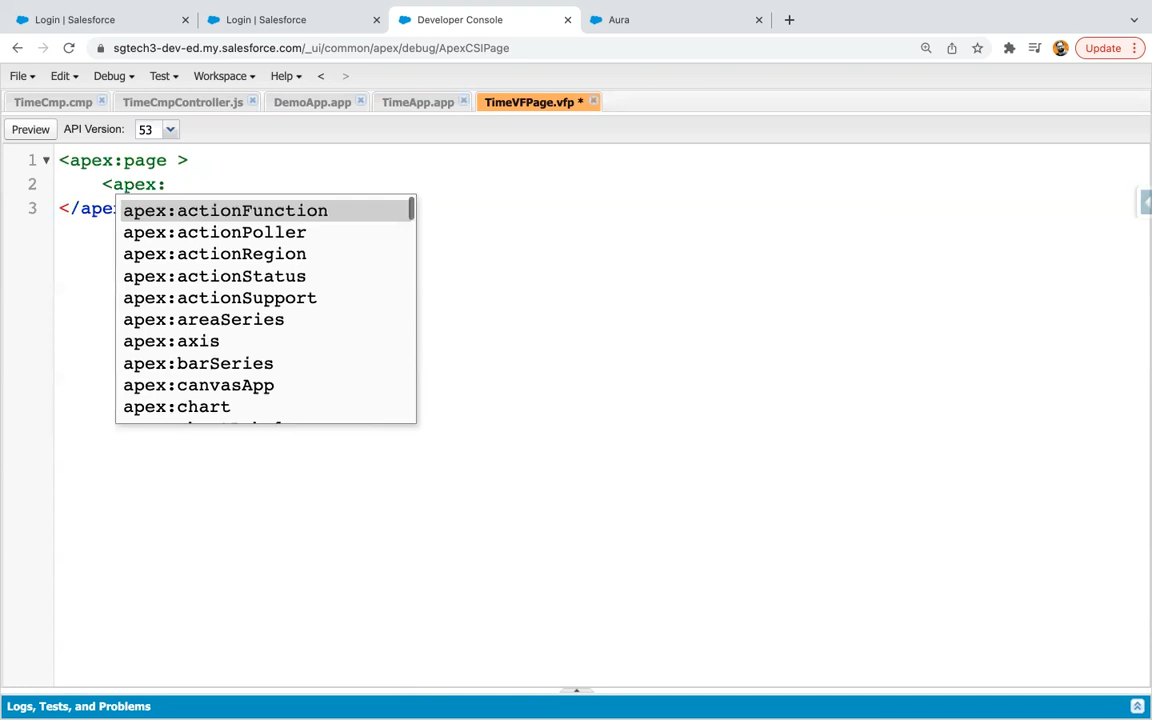 Login | Salesforce
Login | Salesforce
Developer Console
Aura
sgtech3-dev-ed.my.salesforce.com/_ui/common/apex/debug/ApexCSIPage
Update
File Edit Debug Test Workspace Help < >
TimeCmp.cmp TimeCmpController.js DemoApp.app TimeApp.app TimeVFPage.vfp *
Preview API Version: 53
1 <apex:page >
2 <apex:
3 </apex
apex:actionFunction
apex:actionPoller
apex:actionRegion
apex:actionStatus
apex:actionSupport
apex:areaSeries
apex:axis
apex:barSeries
apex:canvasApp
apex:chart
Logs, Tests, and Problems